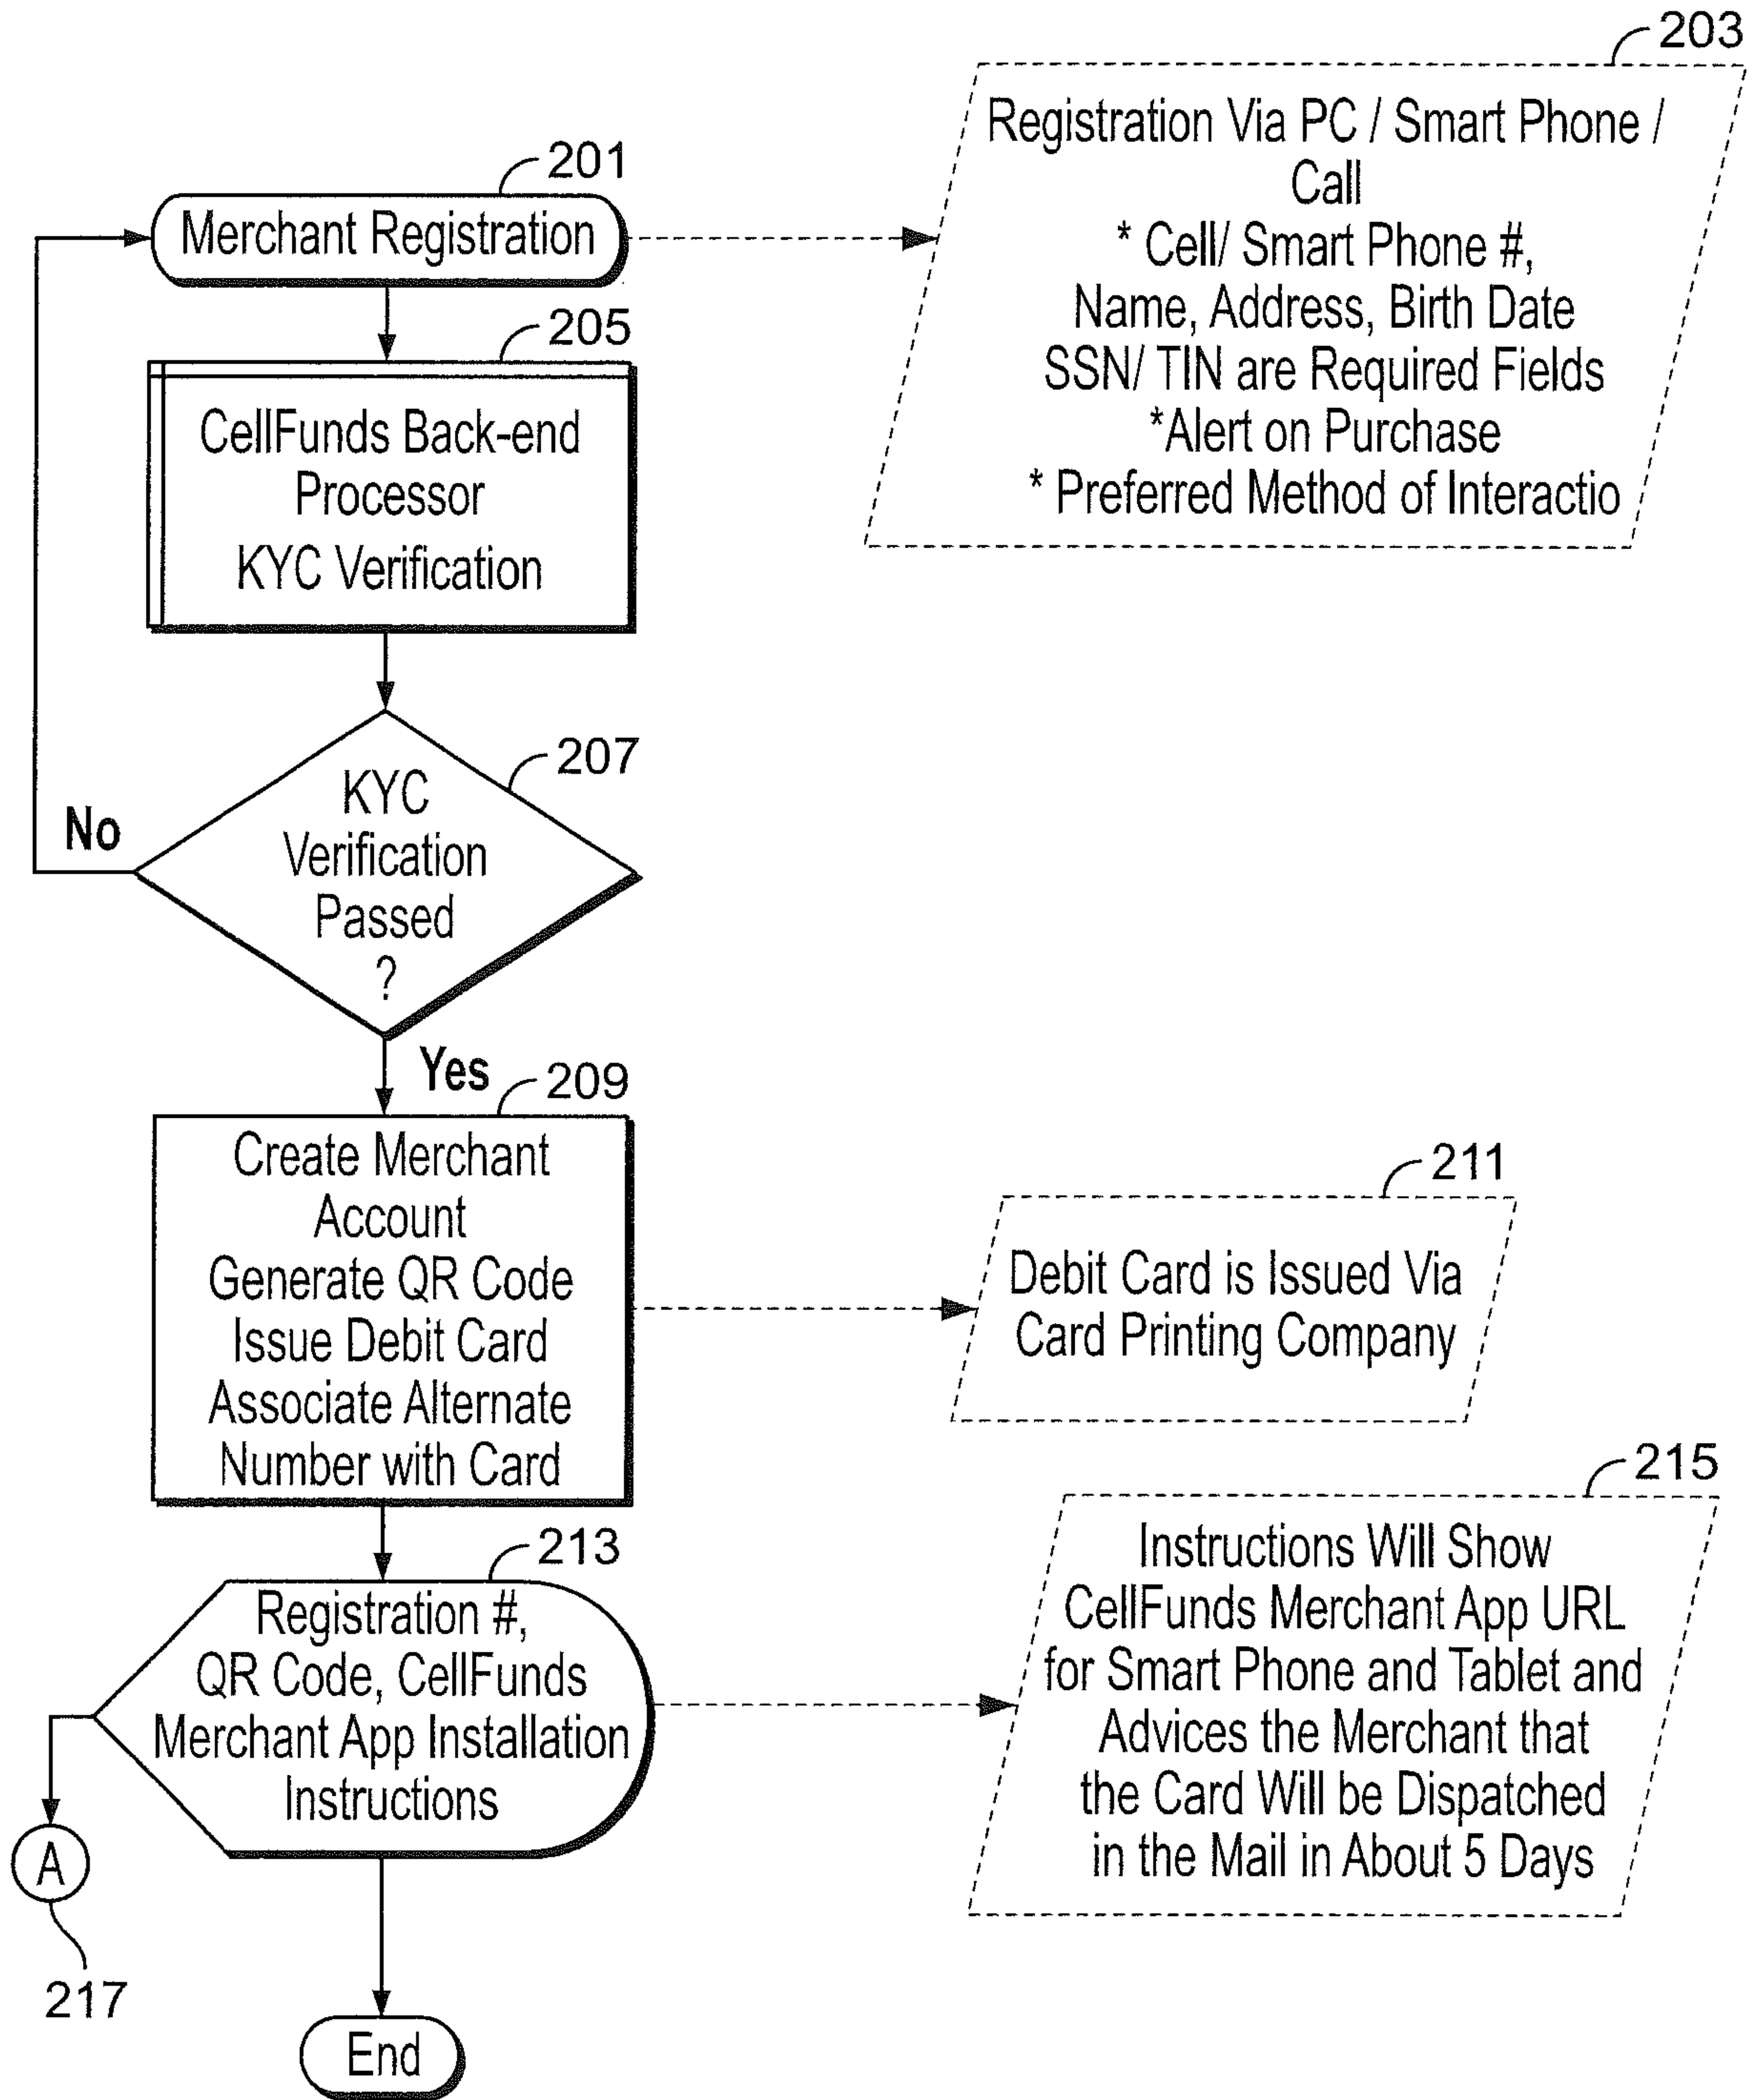 203
Registration Via PC / Smart Phone /
Call
* Cell/ Smart Phone #,
Name, Address, Birth Date
SSN/ TIN are Required Fields
*Alert on Purchase
* Preferred Method of Interactio
201
Merchant Registration
205
CellFunds Back-end
Processor
KYC Verification
207
KYC
Verification
Passed
?
No
Yes
209
Create Merchant
Account
Generate QR Code
Issue Debit Card
Associate Alternate
Number with Card
211
Debit Card is Issued Via
Card Printing Company
213
Registration #,
QR Code, CellFunds
Merchant App Installation
Instructions
215
Instructions Will Show
CellFunds Merchant App URL
for Smart Phone and Tablet and
Advices the Merchant that
the Card Will be Dispatched
in the Mail in About 5 Days
A
217
End